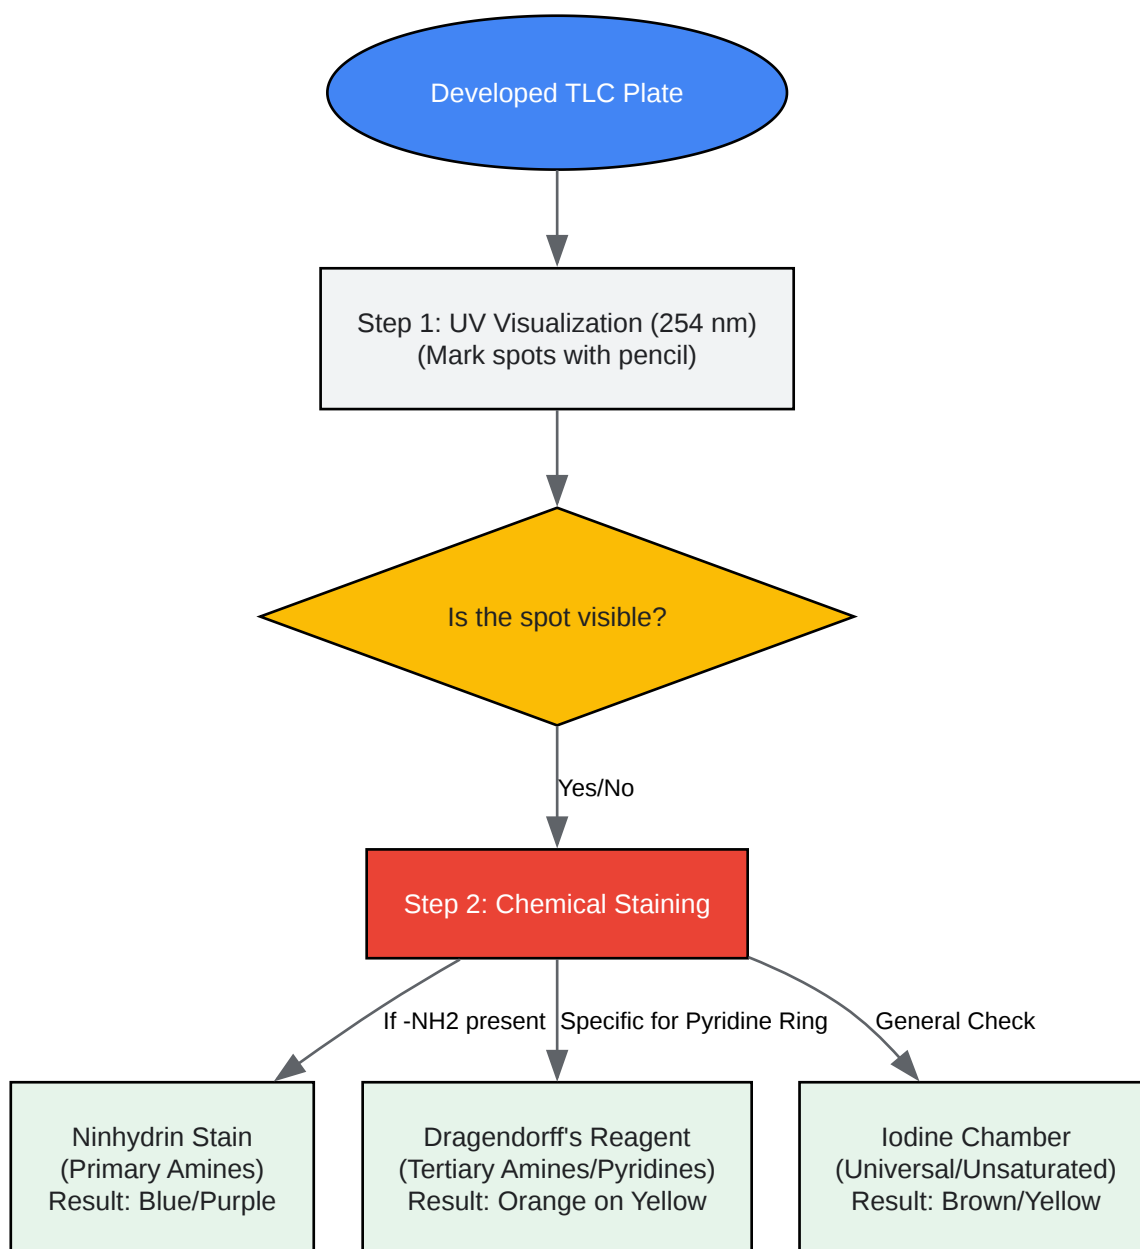 Developed TLC Plate
Step 1: UV Visualization (254 nm)
(Mark spots with pencil)
Is the spot visible?
Yes/No
Step 2: Chemical Staining
If -NH2 present
Specific for Pyridine Ring
General Check
Ninhydrin Stain
(Primary Amines)
Result: Blue/Purple
Dragendorff's Reagent
(Tertiary Amines/Pyridines)
Result: Orange on Yellow
Iodine Chamber
(Universal/Unsaturated)
Result: Brown/Yellow